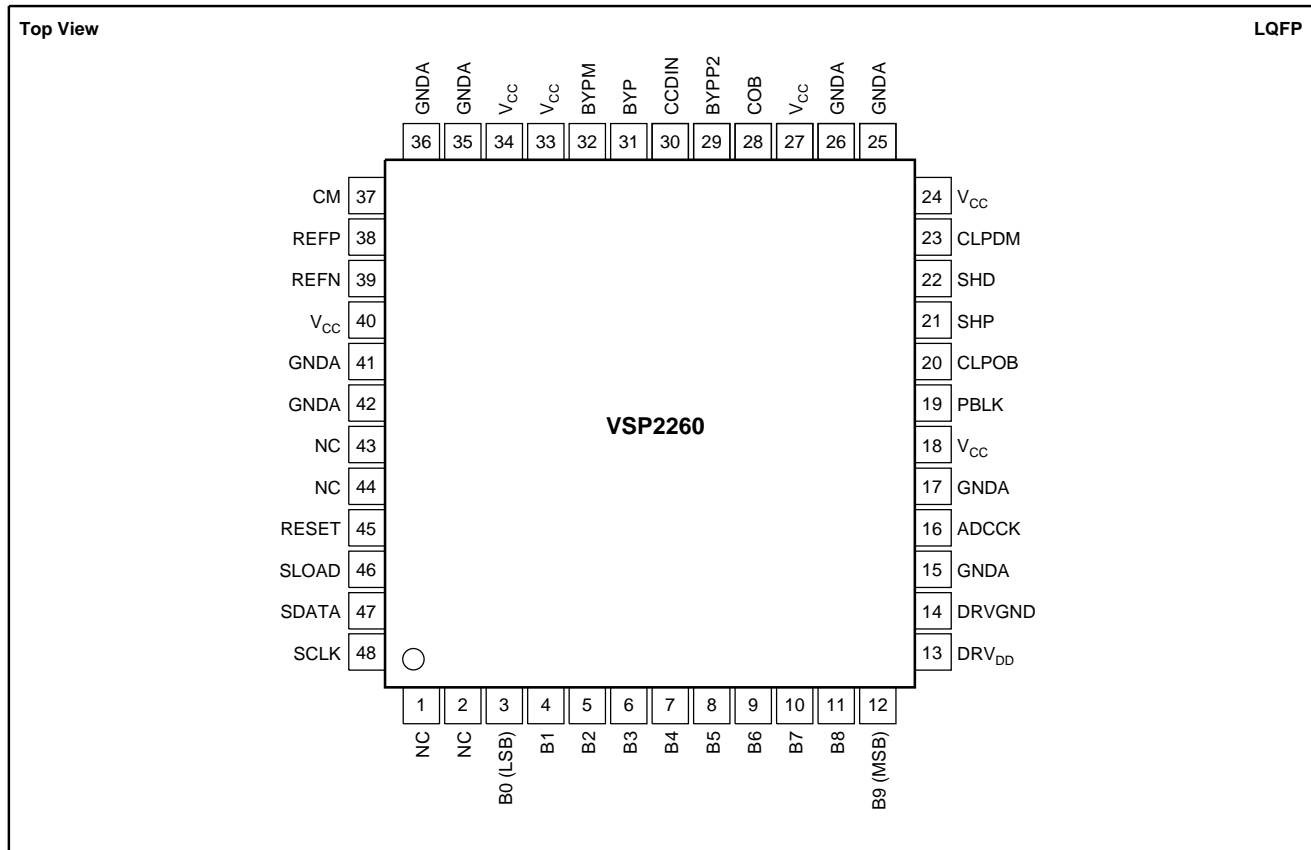 Top View
LQFP
GNDA
GNDA
VCC
VCC
BYPM
BYP
CCDIN
BYPP2
COB
VCC
GNDA
GNDA
36 35 34 33 32 31 30 29 28 27 26 25
CM 37
REFP 38
REFN 39
VCC 40
GNDA 41
GNDA 42
NC 43
NC 44
RESET 45
SLOAD 46
SDATA 47
SCLK 48
VSP2260
24 VCC
23 CLPDM
22 SHD
21 SHP
20 CLPOB
19 PBLK
18 VCC
17 GNDA
16 ADCCK
15 GNDA
14 DRVGND
13 DRVDD
1 2 3 4 5 6 7 8 9 10 11 12
NC
NC
B0 (LSB)
B1
B2
B3
B4
B5
B6
B7
B8
B9 (MSB)